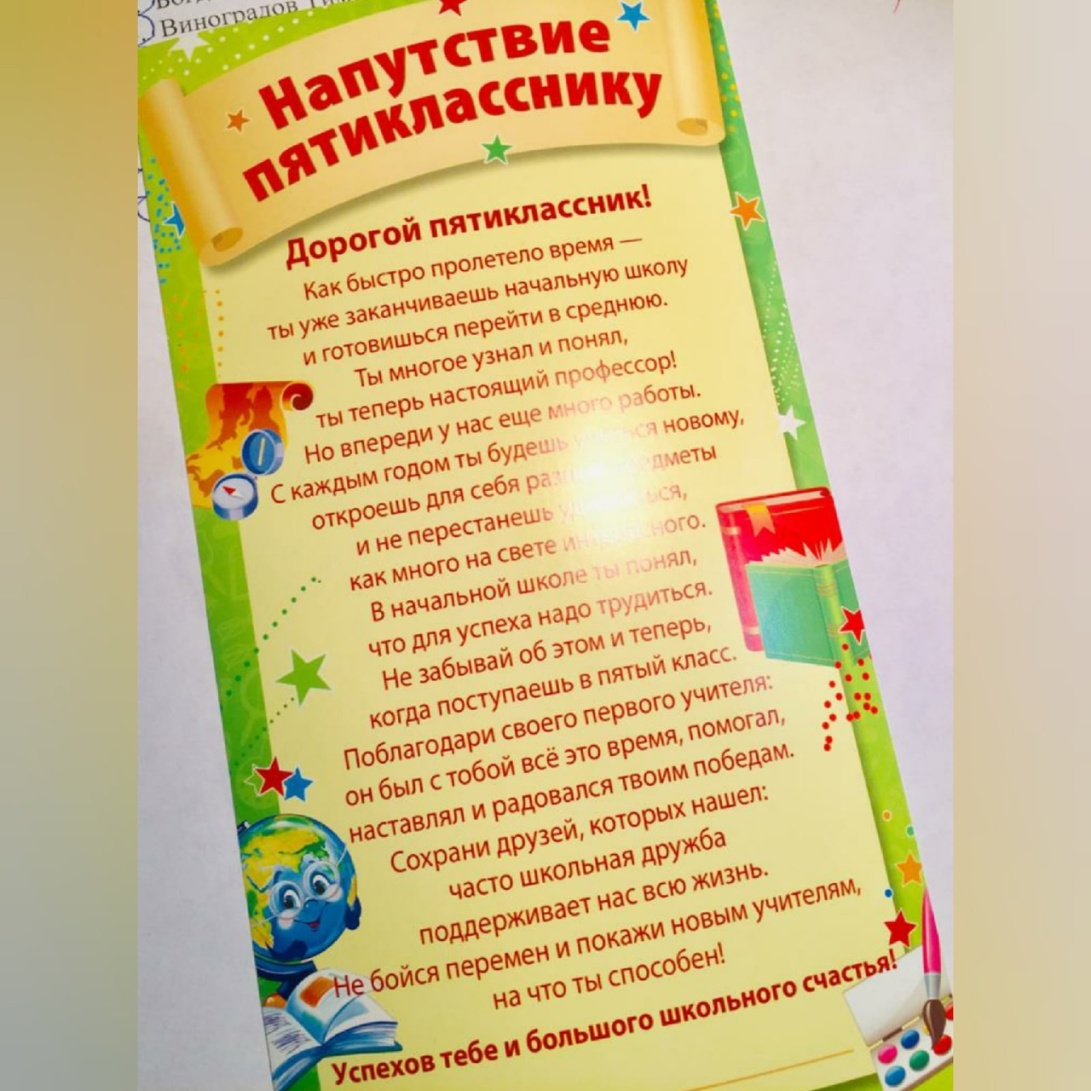 Виноградов Тим
Напутствие
пятикласснику
Дорогой пятиклассник!
Как быстро пролетело время —
ты уже заканчиваешь начальную школу
и готовишься перейти в среднюю.
Ты многое узнал и понял,
ты теперь настоящий профессор!
Но впереди у нас еще много работы.
С каждым годом ты будешь новому,
откроешь для себя
и не перестанешь
как много на свете
В начальной школе ты понял,
что для успеха надо трудиться.
Не забывай об этом и теперь,
когда поступаешь в пятый класс.
Поблагодари своего первого учителя:
он был с тобой всё это время, помогал,
наставлял и радовался твоим победам.
Сохрани друзей, которых нашел:
часто школьная дружба
поддерживает нас всю жизнь.
Не бойся перемен и покажи новым учителям,
на что ты способен!
Успехов тебе и большого школьного счастья!